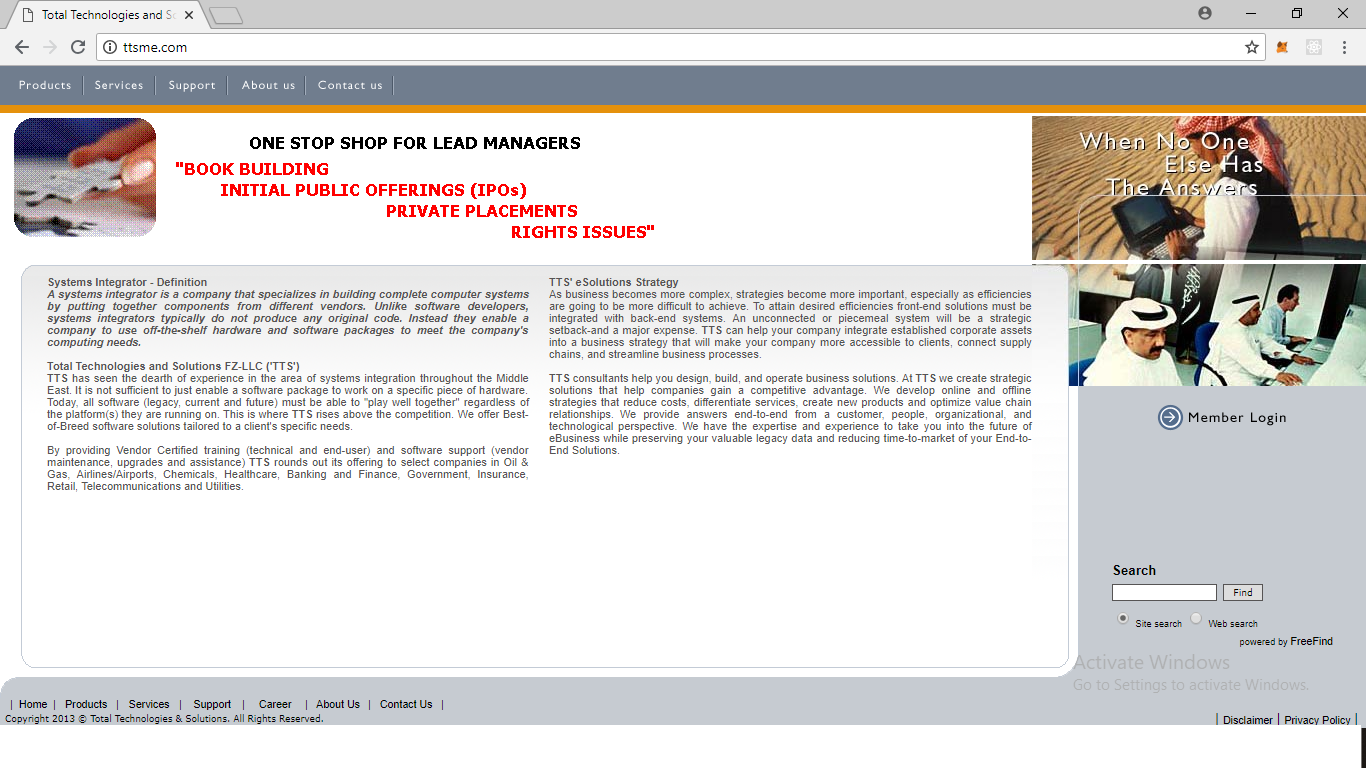 Total Technologies and So
ttsme.com
Products Services Support About us Contact us
ONE STOP SHOP FOR LEAD MANAGERS
"BOOK BUILDING
INITIAL PUBLIC OFFERINGS (IPOs)
PRIVATE PLACEMENTS
RIGHTS ISSUES"
When No One
Else Has
The Answers
Systems Integrator - Definition
A systems integrator is a company that specializes in building complete computer systems
by putting together components from different vendors. Unlike software developers,
systems integrators typically do not produce any original code. Instead they enable a
company to use off-the-shelf hardware and software packages to meet the company's
computing needs.
Total Technologies and Solutions FZ-LLC ('TTS')
TTS has seen the dearth of experience in the area of systems integration throughout the Middle
East. It is not sufficient to just enable a software package to work on a specific piece of hardware.
Today, all software (legacy, current and future) must be able to "play well together" regardless of
the platform(s) they are running on. This is where TTS rises above the competition. We offer Best-
of-Breed software solutions tailored to a client's specific needs.
By providing Vendor Certified training (technical and end-user) and software support (vendor
maintenance, upgrades and assistance) TTS rounds out its offering to select companies in Oil &
Gas, Airlines/Airports, Chemicals, Healthcare, Banking and Finance, Government, Insurance,
Retail, Telecommunications and Utilities.
TTS' eSolutions Strategy
As business becomes more complex, strategies become more important, especially as efficiencies
are going to be more difficult to achieve. To attain desired efficiencies front-end solutions must be
integrated with back-end systems. An unconnected or piecemeal system will be a strategic
setback-and a major expense. TTS can help your company integrate established corporate assets
into a business strategy that will make your company more accessible to clients, connect supply
chains, and streamline business processes.
TTS consultants help you design, build, and operate business solutions. At TTS we create strategic
solutions that help companies gain a competitive advantage. We develop online and offline
strategies that reduce costs, differentiate services, create new products and optimize value chain
relationships. We provide answers end-to-end from a customer, people, organizational, and
technological perspective. We have the expertise and experience to take you into the future of
eBusiness while preserving your valuable legacy data and reducing time-to-market of your End-to-
End Solutions.
Member Login
Search
Find
Site search Web search
powered by FreeFind
Activate Windows
Go to Settings to activate Windows.
| Home | Products | Services | Support | Career | About Us | Contact Us |
Copyright 2013 © Total Technologies & Solutions. All Rights Reserved.
| Disclaimer | Privacy Policy |